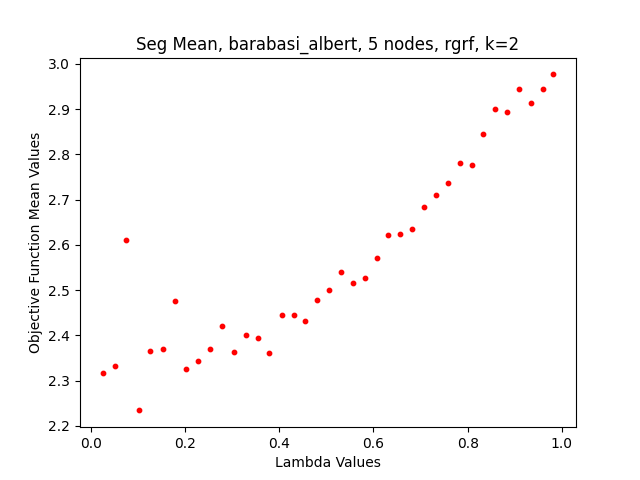 Seg Mean, barabasi_albert, 5 nodes, rgrf, k=2
3.0
2.9
2.8
2.7
2.6
2.5
2.4
2.3
2.2
Objective Function Mean Values
0.0 0.2 0.4 0.6 0.8 1.0
Lambda Values